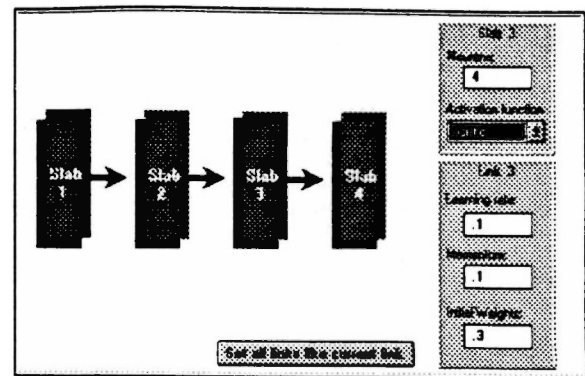 Slab 3
Neurons:
4
Activation function
Slab
1
Slab
2
Slab
3
Slab
4
Link 3
Learning rate:
.1
Momentum:
.1
Initial weights:
.3
Set all links like current link